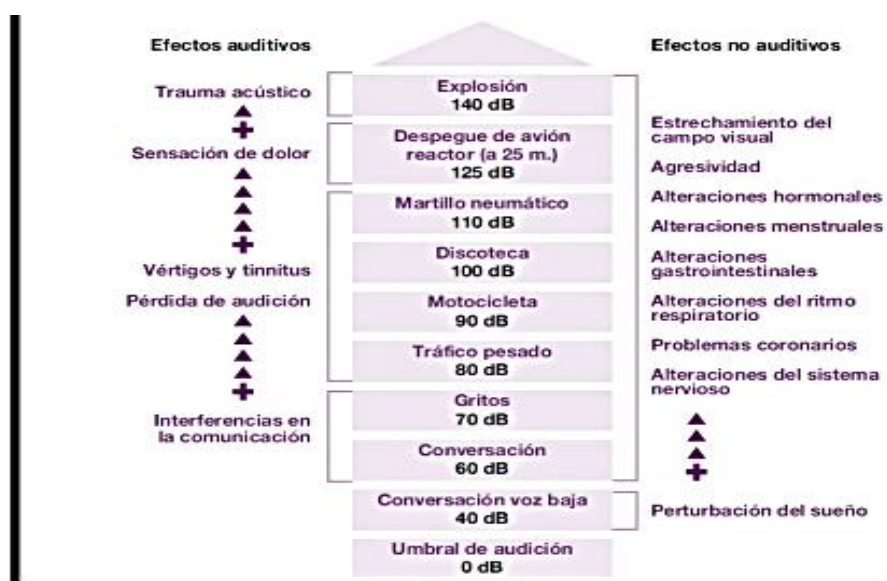 Efectos auditivos
Trauma acústico
Sensación de dolor
Vértigos y tinnitus
Pérdida de audición
Interferencias en
la comunicación
Explosión
140 dB
Despegue de avión
reactor (a 25 m.)
125 dB
Martillo neumático
110 dB
Discoteca
100 dB
Motocicleta
90 dB
Tráfico pesado
80 dB
Gritos
70 dB
Conversación
60 dB
Conversación voz baja
40 dB
Umbral de audición
0 dB
Efectos no auditivos
Estrechamiento del
campo visual
Agresividad
Alteraciones hormonales
Alteraciones menstruales
Alteraciones
gastrointestinales
Alteraciones del ritmo
respiratorio
Problemas coronarios
Alteraciones del sistema
nervioso
Perturbación del sueño